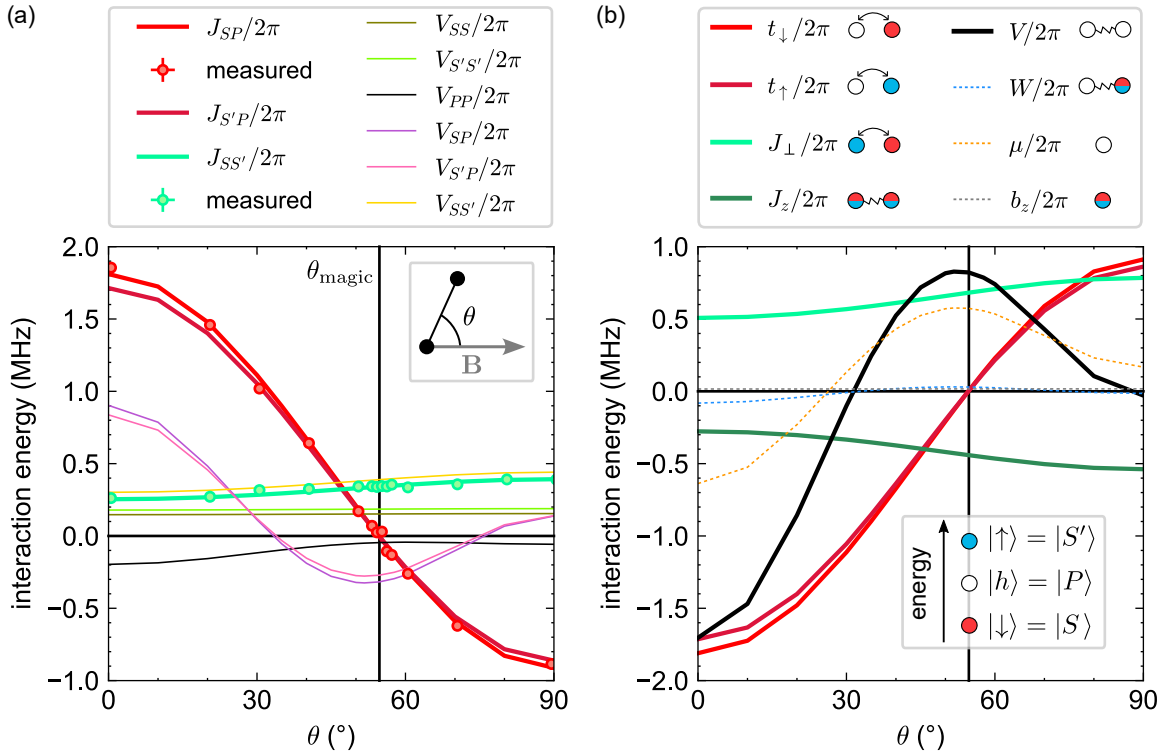 (a)
J_{SP}/2π
measured
J_{S'P}/2π
J_{SS'}/2π
measured
V_{SS}/2π
V_{S'S'}/2π
V_{PP}/2π
V_{SP}/2π
V_{S'P}/2π
V_{SS'}/2π
interaction energy (MHz)
2.0
1.5
1.0
0.5
0.0
−0.5
−1.0
θ_{magic}
θ
B
0
30
60
90
θ (°)
(b)
t_↓/2π
t_↑/2π
J_⊥/2π
J_z/2π
V/2π
W/2π
μ/2π
b_z/2π
interaction energy (MHz)
1.0
0.5
0.0
−0.5
−1.0
−1.5
−2.0
energy
|↑⟩ = |S'⟩
|h⟩ = |P⟩
|↓⟩ = |S⟩
0
30
60
90
θ (°)